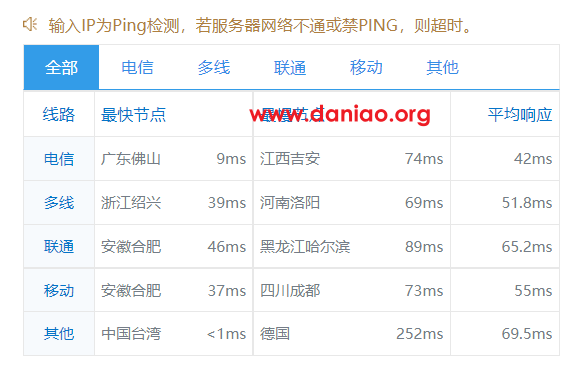 输入IP为Ping检测，若服务器网络不通或禁PING，则超时。
全部 电信 多线 联通 移动 其他
线路 最快节点 最慢节点 平均响应
www.daniao.org
电信 广东佛山 9ms 江西吉安 74ms 42ms
多线 浙江绍兴 39ms 河南洛阳 69ms 51.8ms
联通 安徽合肥 46ms 黑龙江哈尔滨 89ms 65.2ms
移动 安徽合肥 37ms 四川成都 73ms 55ms
其他 中国台湾 <1ms 德国 252ms 69.5ms